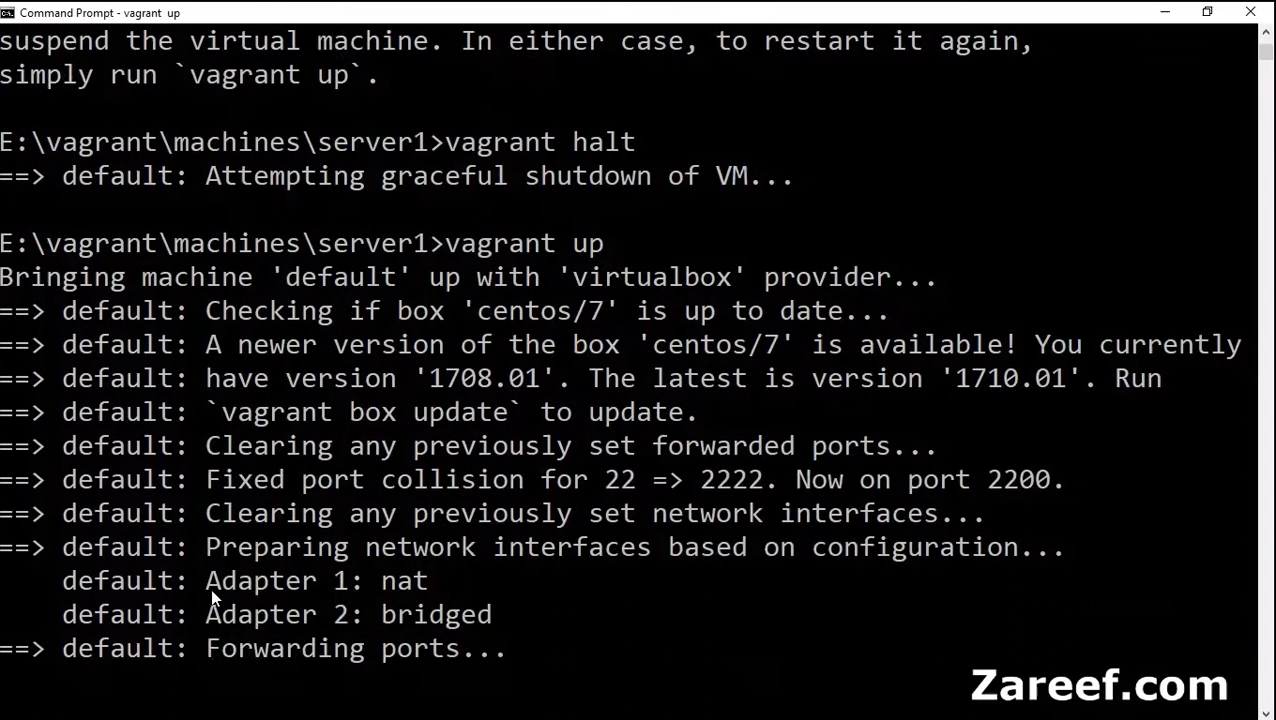 Command Prompt - vagrant  up
suspend the virtual machine. In either case, to restart it again,
simply run `vagrant up`.
E:\vagrant\machines\server1>vagrant halt
==> default: Attempting graceful shutdown of VM...
E:\vagrant\machines\server1>vagrant up
Bringing machine 'default' up with 'virtualbox' provider...
==> default: Checking if box 'centos/7' is up to date...
==> default: A newer version of the box 'centos/7' is available! You currently
==> default: have version '1708.01'. The latest is version '1710.01'. Run
==> default: `vagrant box update` to update.
==> default: Clearing any previously set forwarded ports...
==> default: Fixed port collision for 22 => 2222. Now on port 2200.
==> default: Clearing any previously set network interfaces...
==> default: Preparing network interfaces based on configuration...
    default: Adapter 1: nat
    default: Adapter 2: bridged
==> default: Forwarding ports...
Zareef.com